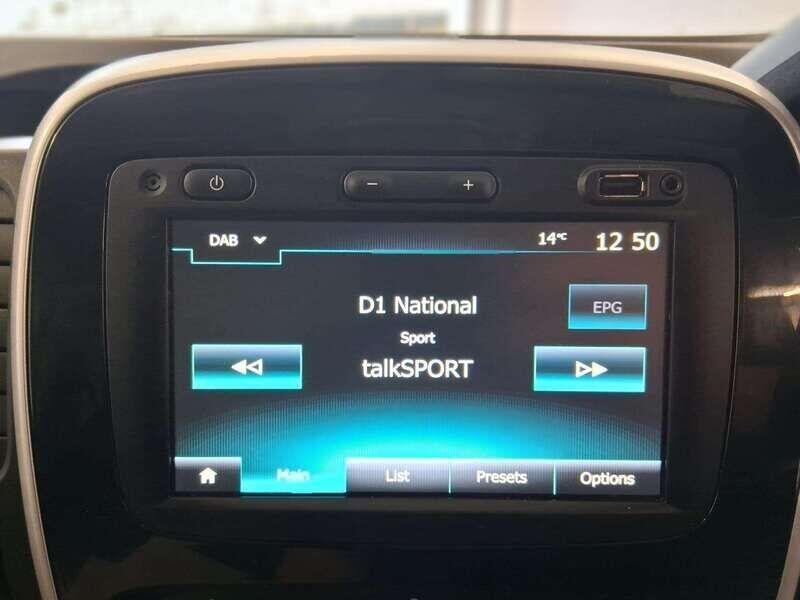 DAB 14°C 12 50
D1 National
EPG
Sport
talkSPORT
Main List Presets Options